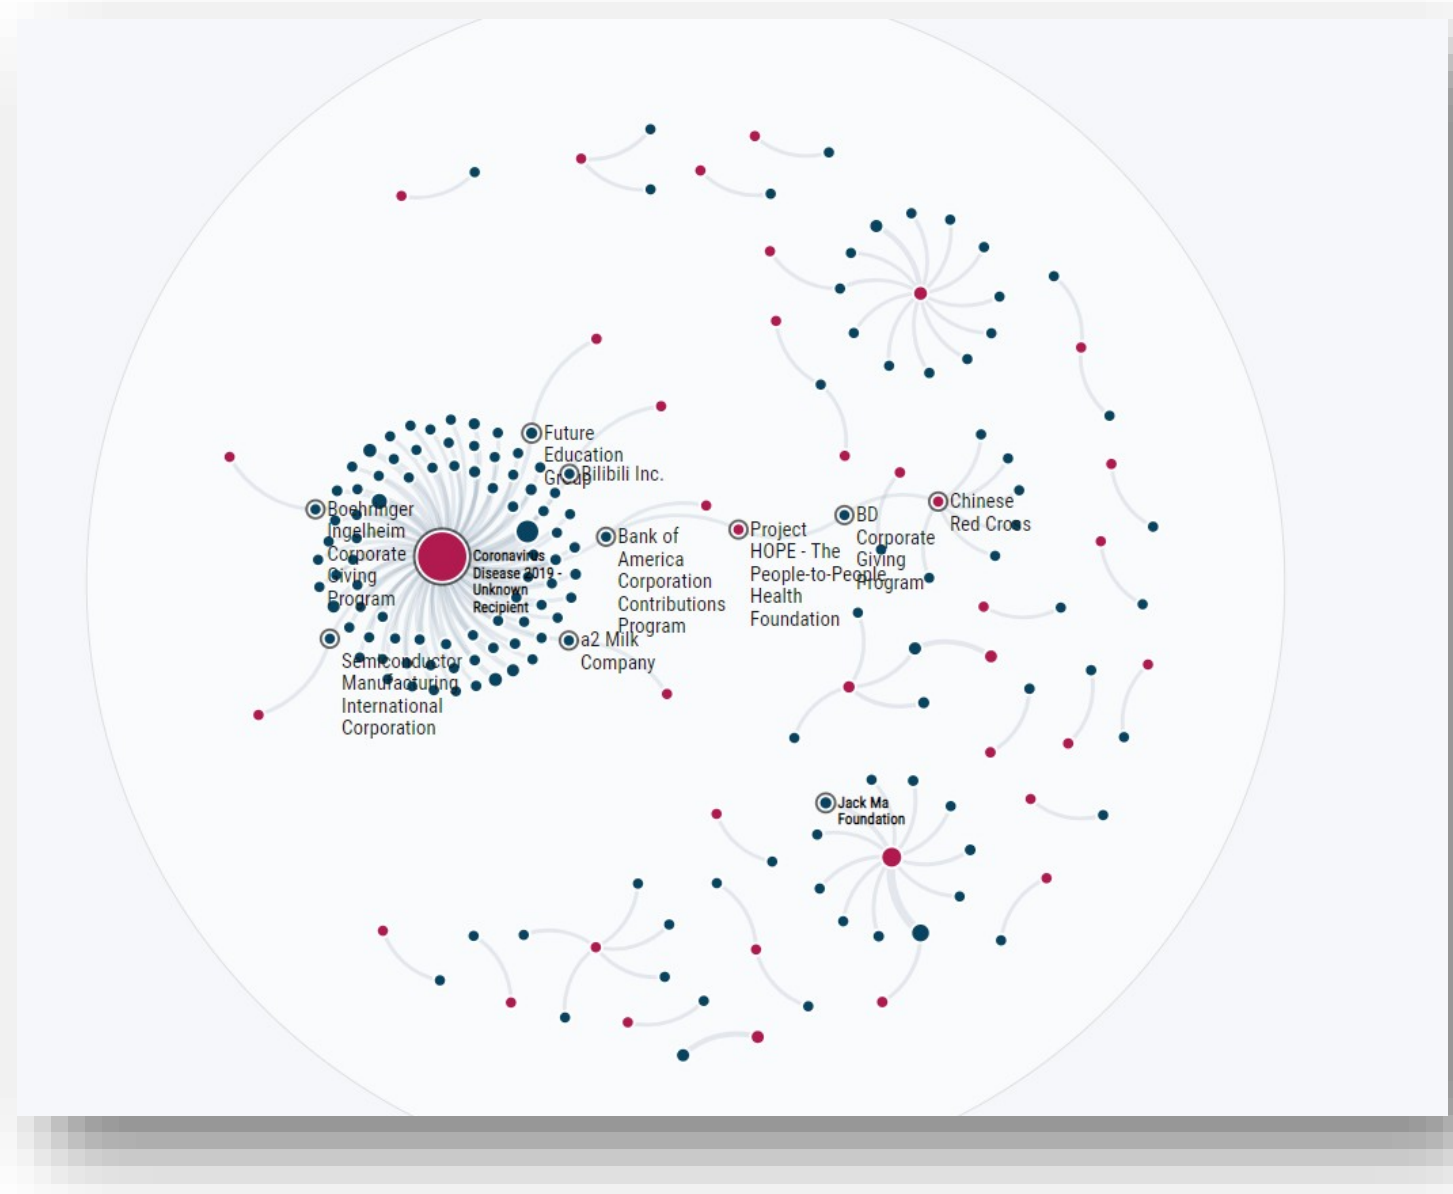 Future
Education
Group
Bilibili Inc.
Boehringer
Ingelheim
Corporate
Giving
Program
Coronavirus
Disease 2019 -
Unknown
Recipient
Bank of
America
Corporation
Contributions
Program
Project
HOPE - The
People-to-People
Health
Foundation
BD
Corporate
Giving
Program
Chinese
Red Cross
a2 Milk
Company
Semiconductor
Manufacturing
International
Corporation
Jack Ma
Foundation